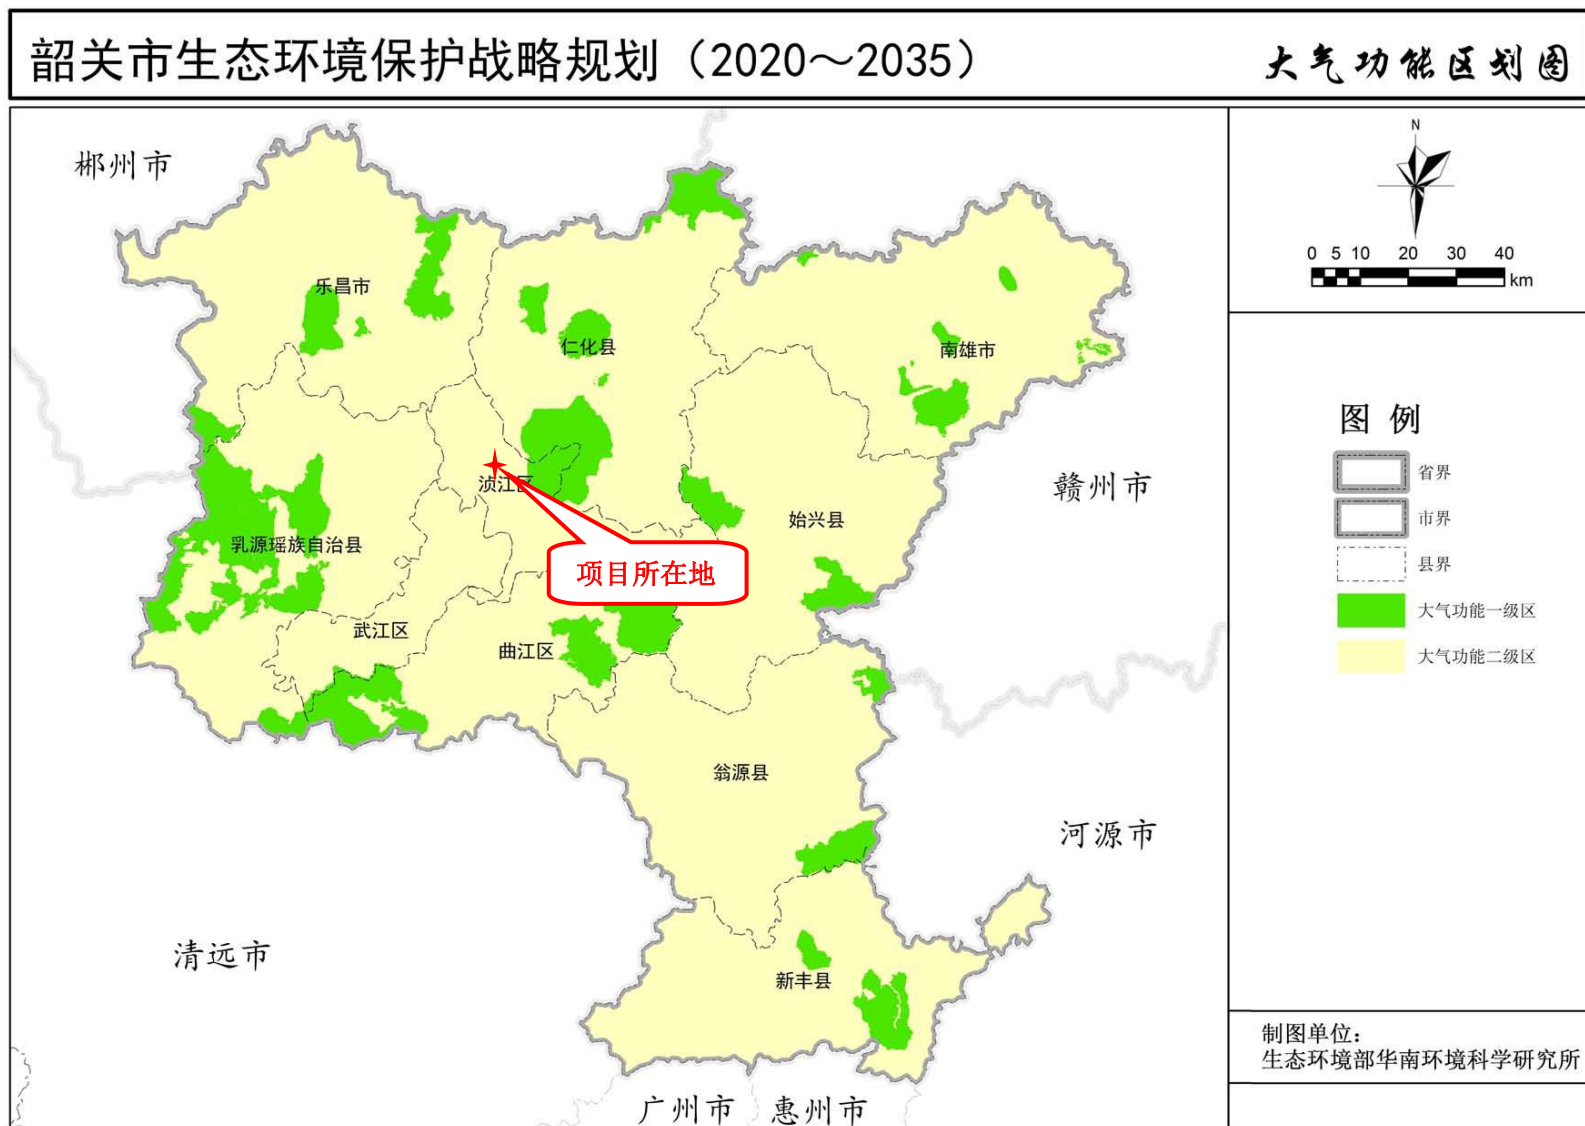 韶关市生态环境保护战略规划（2020～2035）
大气功能区划图
郴州市
N
0 5 10 20 30 40
km
乐昌市
仁化县
南雄市
图 例
省界
赣州市
浈江区
市界
始兴县
乳源瑶族自治县
县界
项目所在地
大气功能一级区
武江区
曲江区
大气功能二级区
翁源县
河源市
清远市
新丰县
制图单位：
生态环境部华南环境科学研究所
广州市
惠州市